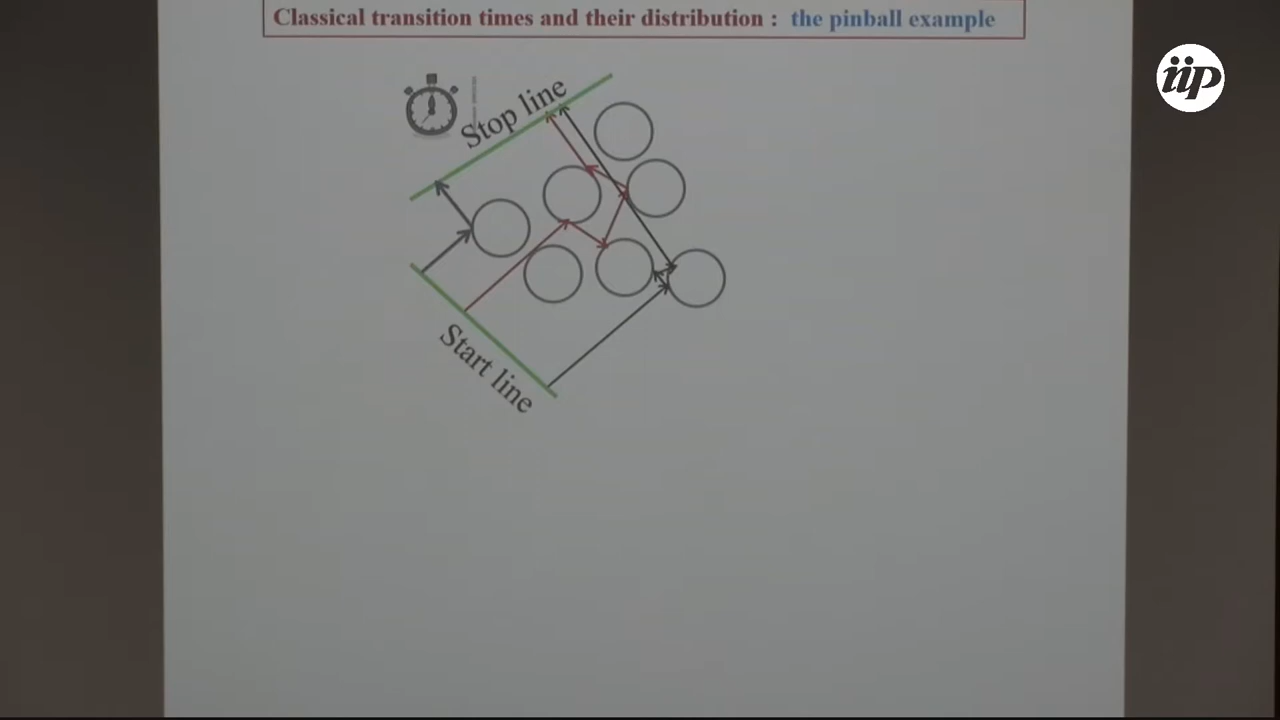 Classical transition times and their distribution : the pinball example
iip
Stop line
Start line